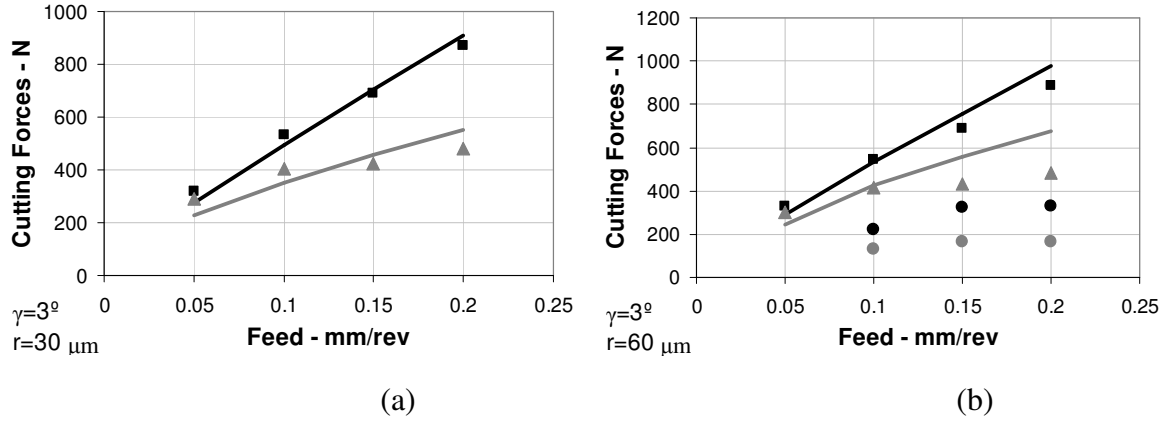 Cutting Forces - N
1000
800
600
400
200
0
0 0.05 0.1 0.15 0.2 0.25
Feed - mm/rev
γ=3º
r=30 μm
(a)
Cutting Forces - N
1200
1000
800
600
400
200
0
0 0.05 0.1 0.15 0.2 0.25
Feed - mm/rev
γ=3º
r=60 μm
(b)